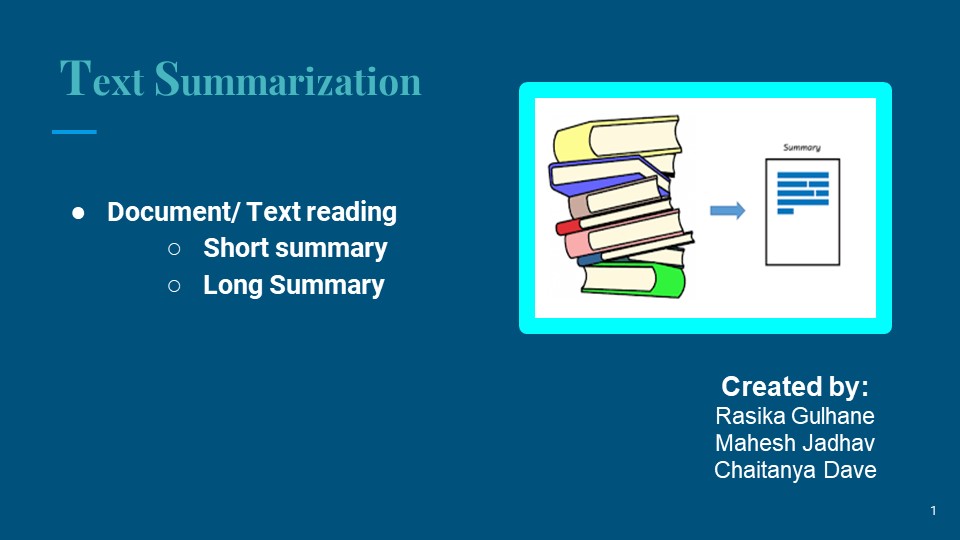 Text Summarization
● Document/ Text reading
○ Short summary
○ Long Summary
Summary
Created by:
Rasika Gulhane
Mahesh Jadhav
Chaitanya Dave
1